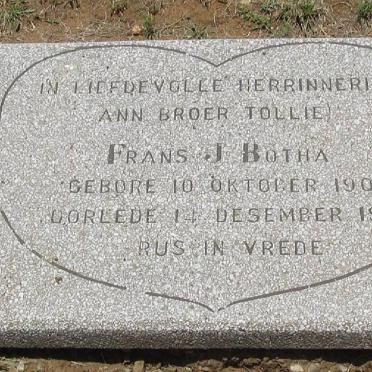 IN LIEFDEVOLLE HERRINNERI
ANN BROER TOLLIE
FRANS J BOTHA
GEBORE 10 OKTOBER 190
OORLEDE 14 DESEMBER 19
RUS IN VREDE